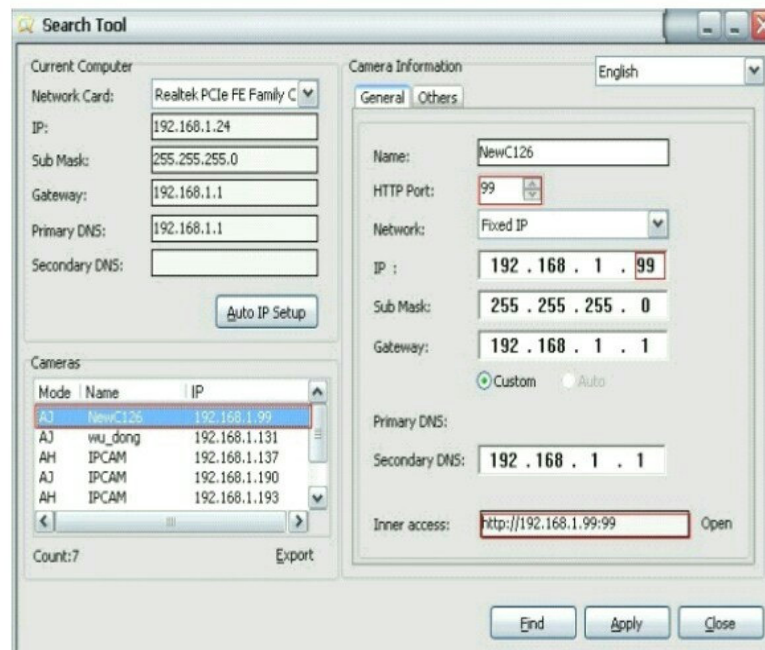 Search Tool
Current Computer
Network Card: Realtek PCIe FE Family C
IP: 192.168.1.24
Sub Mask: 255.255.255.0
Gateway: 192.168.1.1
Primary DNS: 192.168.1.1
Secondary DNS:
Auto IP Setup
Cameras
Mode Name IP
AJ NewC126 192.168.1.99
AJ wu_dong 192.168.1.131
AH IPCAM 192.168.1.137
AJ IPCAM 192.168.1.190
AH IPCAM 192.168.1.193
Count:7 Export
Camera Information
English
General Others
Name: NewC126
HTTP Port: 99
Network: Fixed IP
IP : 192 . 168 . 1 . 99
Sub Mask: 255 . 255 . 255 . 0
Gateway: 192 . 168 . 1 . 1
Custom Auto
Primary DNS:
Secondary DNS: 192 . 168 . 1 . 1
Inner access: http://192.168.1.99:99 Open
Find Apply Close